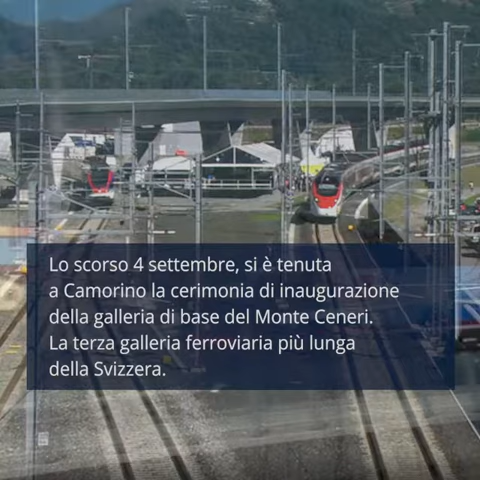 Lo scorso 4 settembre, si è tenuta
a Camorino la cerimonia di inaugurazione
della galleria di base del Monte Ceneri.
La terza galleria ferroviaria più lunga
della Svizzera.